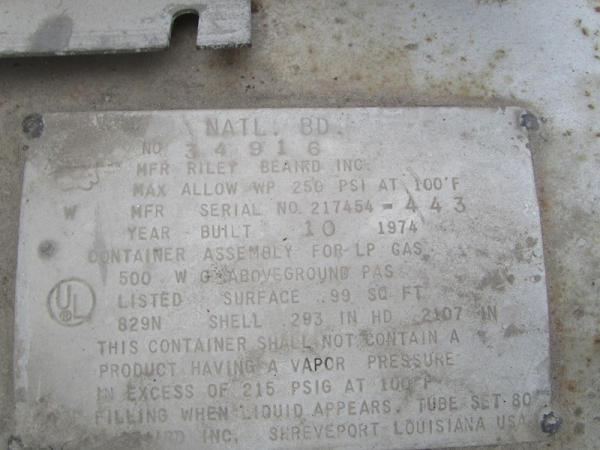 NATL. BD.
NO. 34916
MFR RILEY BEAIRD INC.
MAX ALLOW WP 250 PSI AT 100°F
W MFR SERIAL NO. 217454-443
YEAR - BUILT 10 1974
CONTAINER ASSEMBLY FOR LP GAS
500 W G ABOVEGROUND PAS
UL LISTED SURFACE .99 SQ FT
829N SHELL .293 IN HD .2107 IN
THIS CONTAINER SHALL NOT CONTAIN A
PRODUCT HAVING A VAPOR PRESSURE
IN EXCESS OF 215 PSIG AT 100°F
FILLING WHEN LIQUID APPEARS. TUBE SET-80
INC. SHREVEPORT LOUISIANA USA